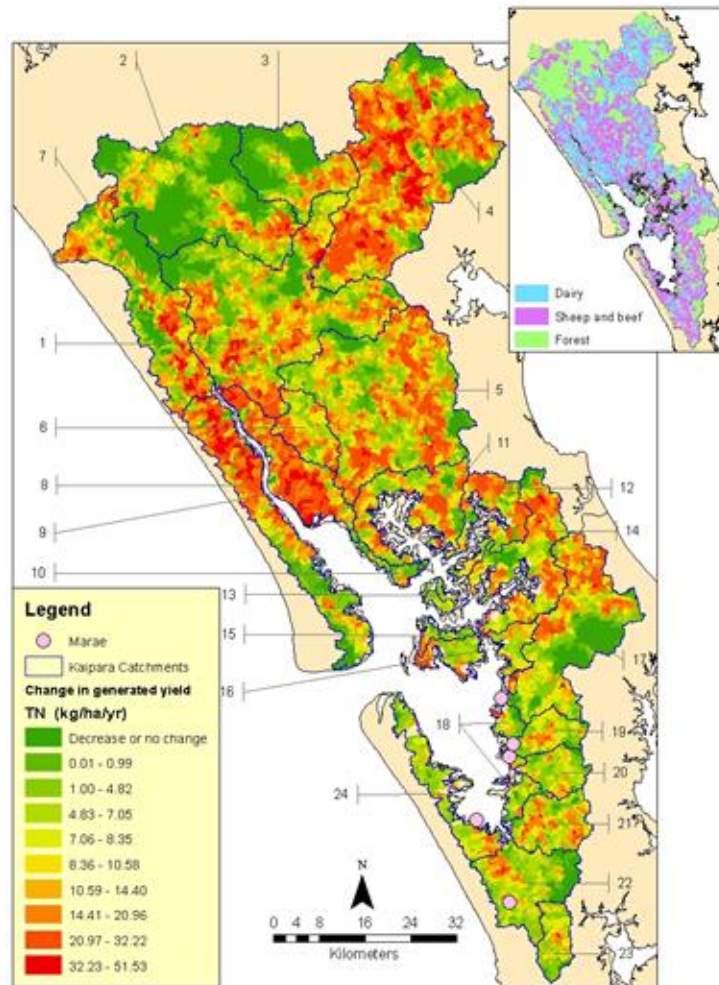 2
3
7
4
Dairy
Sheep and beef
Forest
1
5
6
11
8
12
9
14
10
13
15
16
17
18
19
20
24
21
22
23
Legend
Marae
Kaipara Catchments
Change in generated yield
TN (kg/ha/yr)
Decrease or no change
0.01 - 0.99
1.00 - 4.82
4.83 - 7.05
7.06 - 8.35
8.36 - 10.58
10.59 - 14.40
14.41 - 20.96
20.97 - 32.22
32.23 - 51.53
N
0 4 8 16 24 32
Kilometers